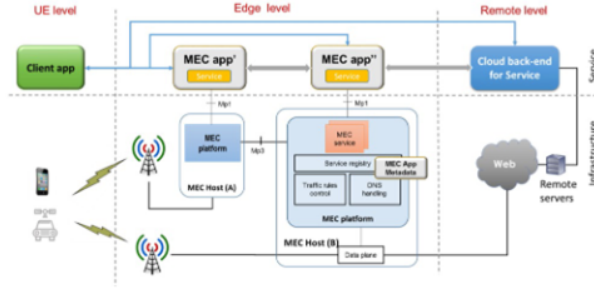 UE level
Edge level
Remote level
Client app
MEC app'
Service
MEC app''
Service
Cloud back-end
for Service
Service
Mp1
Mp1
MEC
platform
MEC Host (A)
Mp3
MEC
service
Service registry
MEC App
Metadata
Traffic rules
control
DNS
handling
MEC platform
MEC Host (B)
Data plane
Web
Remote
servers
Infrastructure